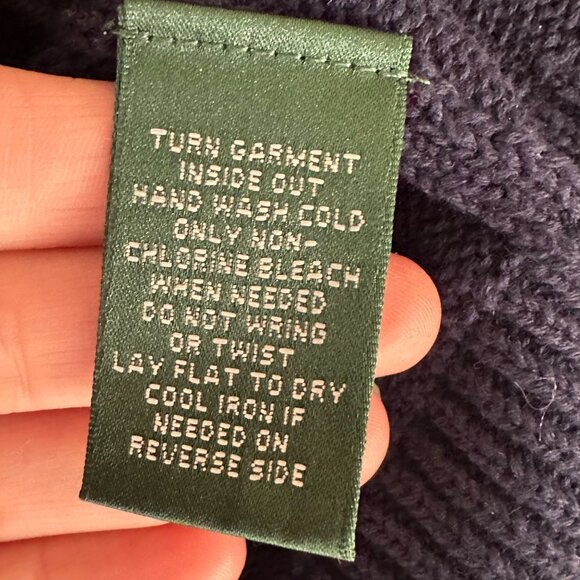 TURN GARMENT
INSIDE OUT
HAND WASH COLD
ONLY NON-
CHLORINE BLEACH
WHEN NEEDED
DO NOT WRING
OR TWIST
LAY FLAT TO DRY
COOL IRON IF
NEEDED ON
REVERSE SIDE